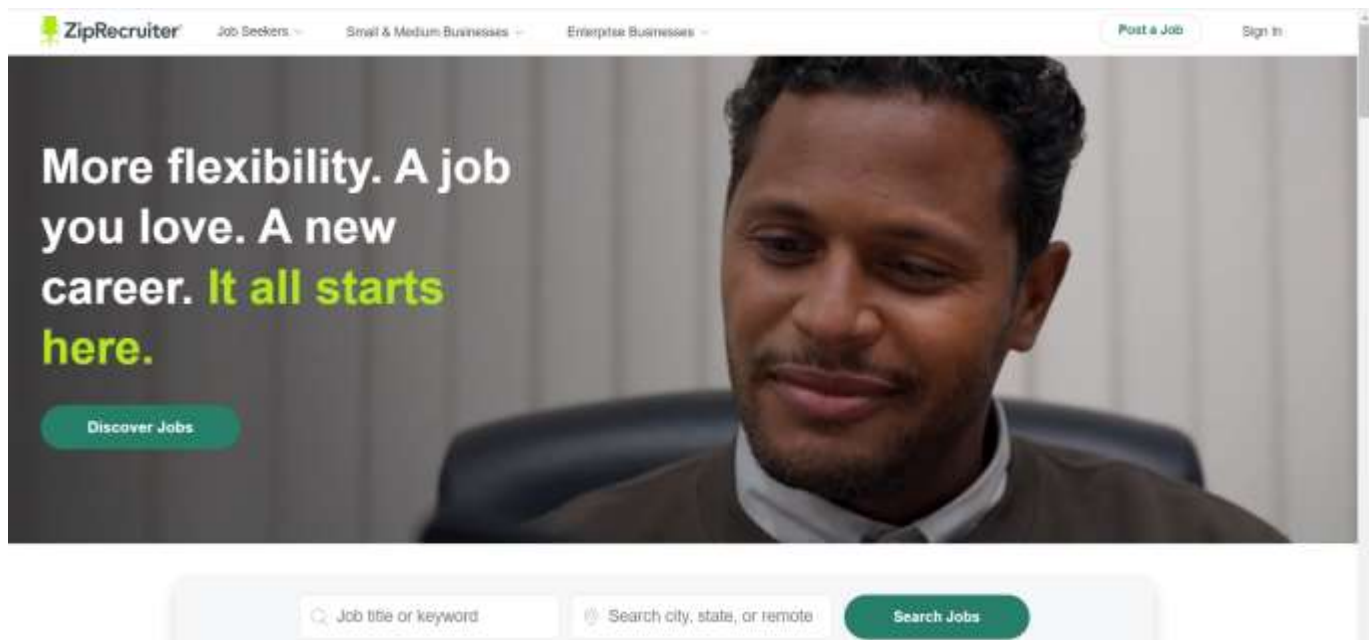 ZipRecruiter Job Seekers Small & Medium Businesses Enterprise Businesses Post a Job Sign In
More flexibility. A job
you love. A new
career. It all starts
here.
Discover Jobs
Job title or keyword Search city, state, or remote Search Jobs